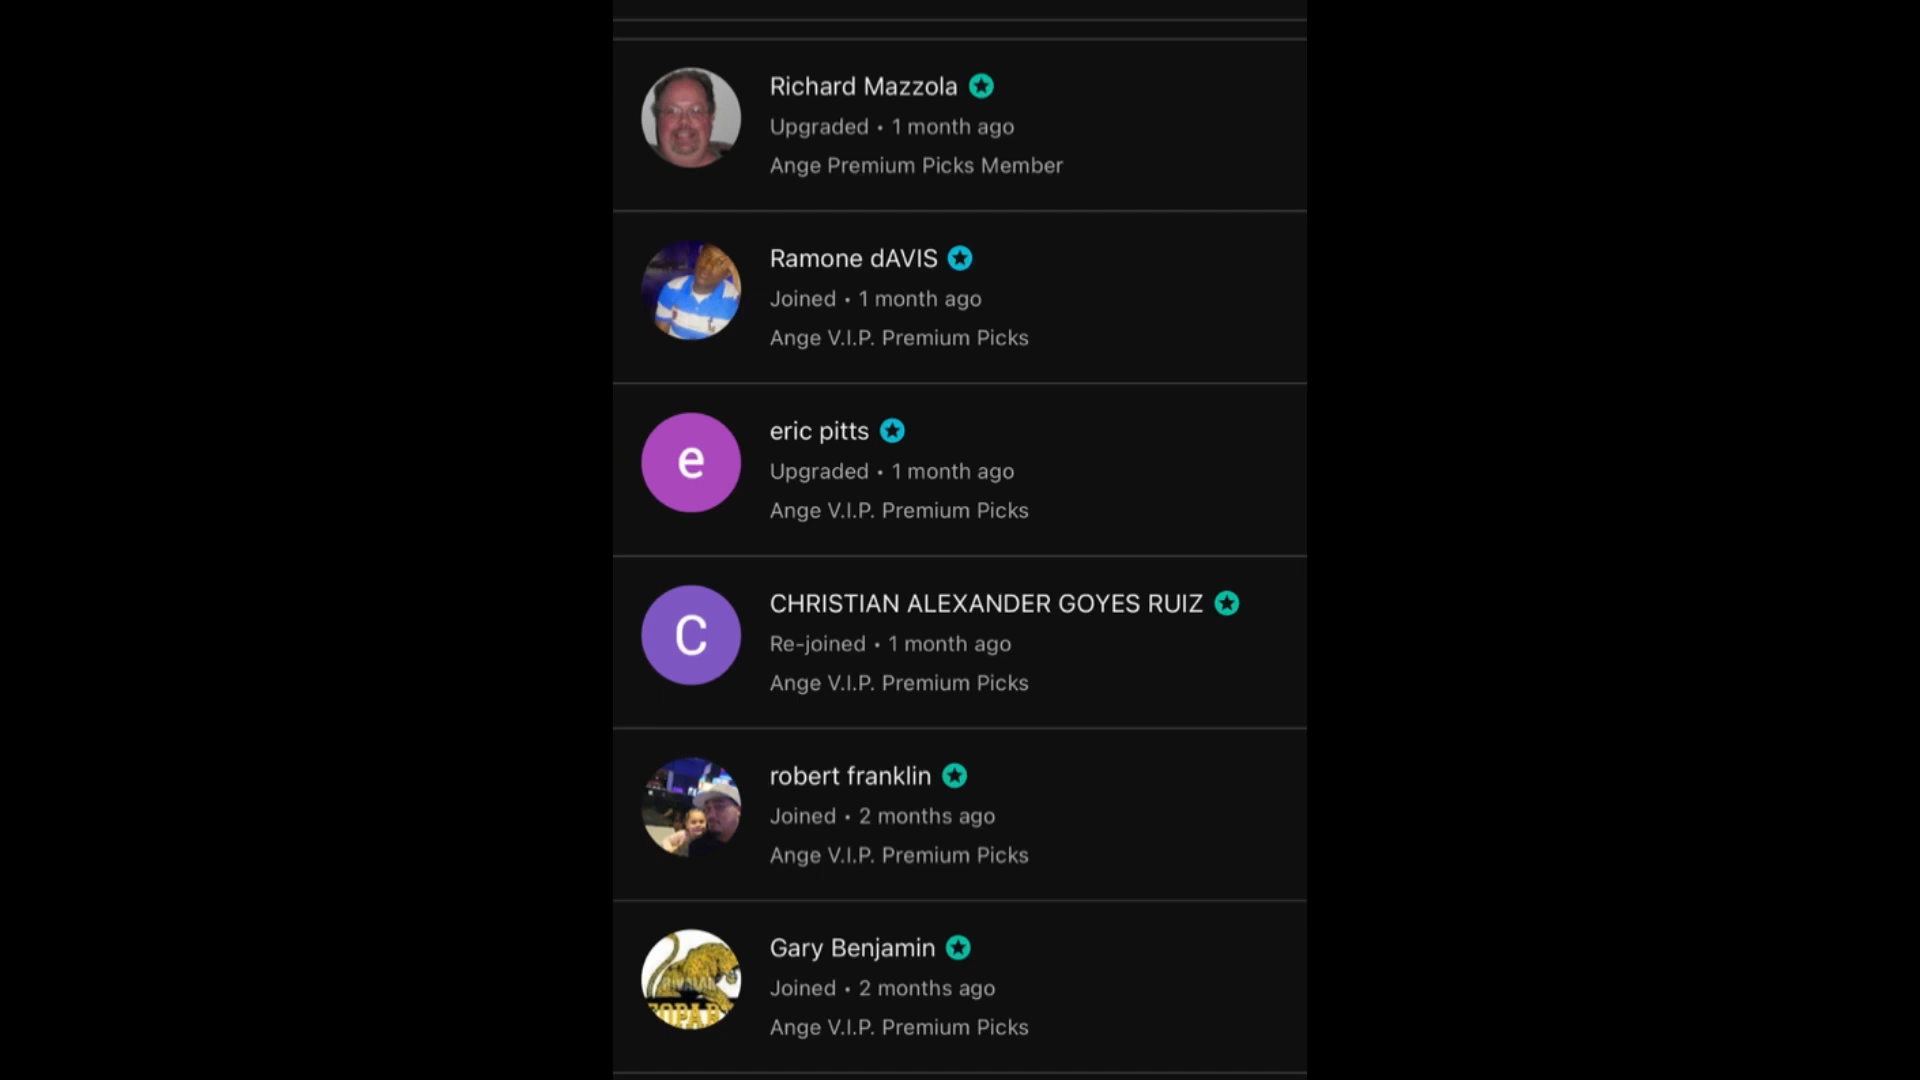 Richard Mazzola
Upgraded • 1 month ago
Ange Premium Picks Member
Ramone dAVIS
Joined • 1 month ago
Ange V.I.P. Premium Picks
e
eric pitts
Upgraded • 1 month ago
Ange V.I.P. Premium Picks
C
CHRISTIAN ALEXANDER GOYES RUIZ
Re-joined • 1 month ago
Ange V.I.P. Premium Picks
robert franklin
Joined • 2 months ago
Ange V.I.P. Premium Picks
Gary Benjamin
Joined • 2 months ago
Ange V.I.P. Premium Picks